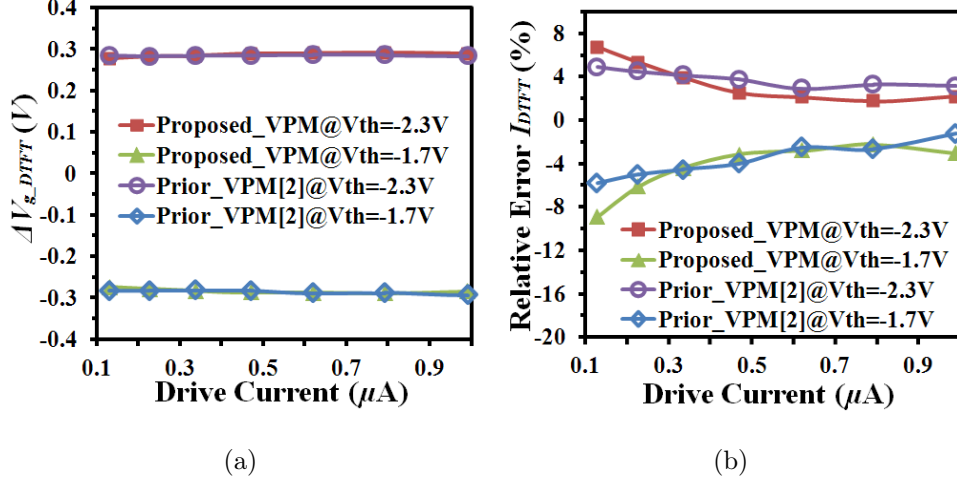 ΔVg_DTFT (V)
0.4
0.3
0.2
0.1
0
-0.1
-0.2
-0.3
-0.4
Proposed_VPM@Vth=-2.3V
Proposed_VPM@Vth=-1.7V
Prior_VPM[2]@Vth=-2.3V
Prior_VPM[2]@Vth=-1.7V
0.1 0.3 0.5 0.7 0.9
Drive Current (μA)
(a)
Relative Error IDTFT (%)
8
4
0
-4
-8
-12
-16
-20
Proposed_VPM@Vth=-2.3V
Proposed_VPM@Vth=-1.7V
Prior_VPM[2]@Vth=-2.3V
Prior_VPM[2]@Vth=-1.7V
0.1 0.3 0.5 0.7 0.9
Drive Current (μA)
(b)